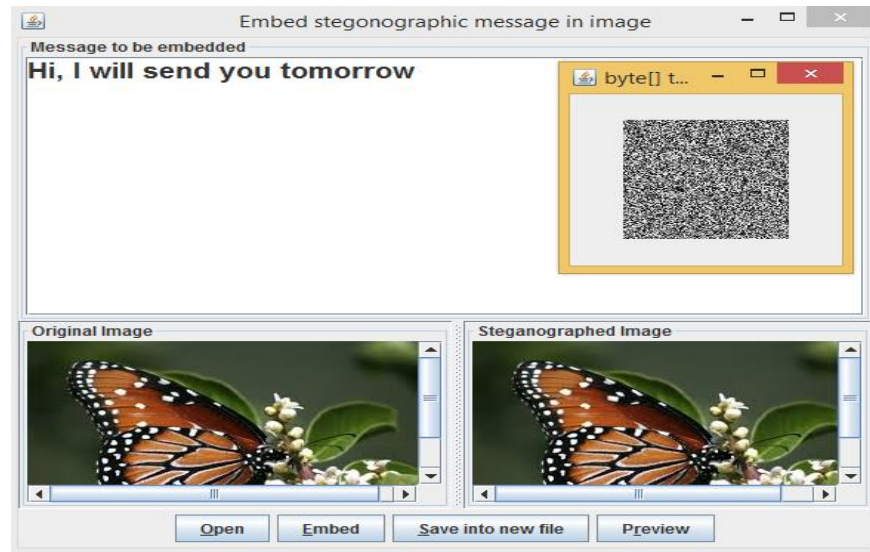 Embed stegonographic message in image
Message to be embedded
Hi, I will send you tomorrow
byte[] t...
Original Image
Steganographed Image
Open
Embed
Save into new file
Preview